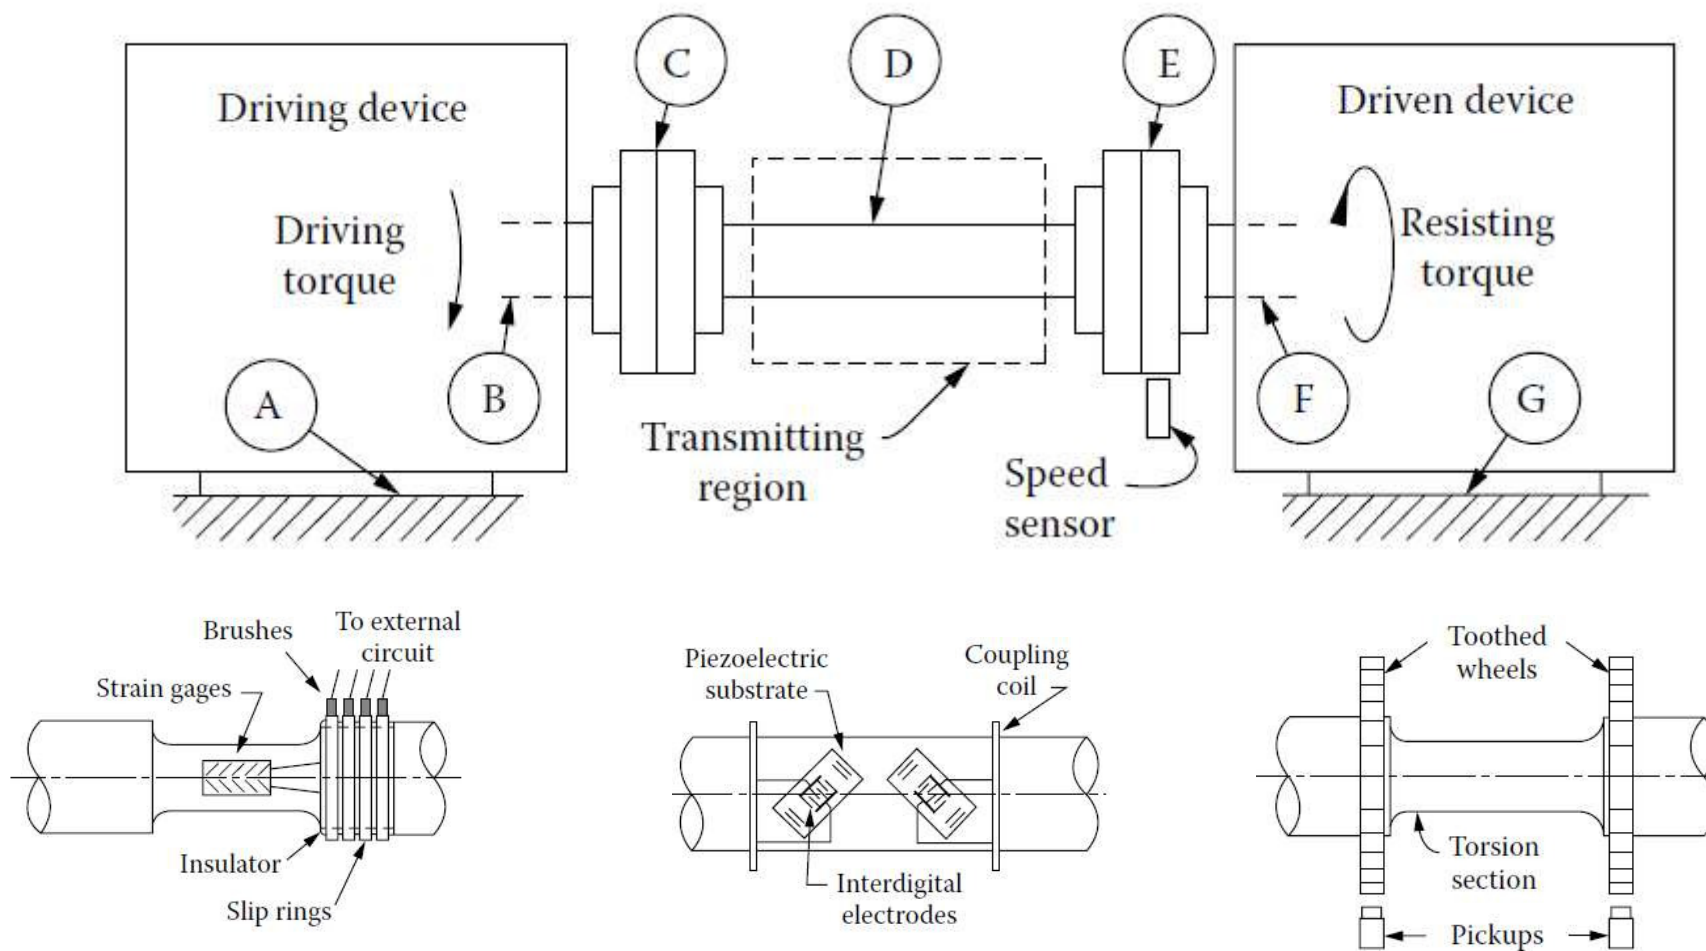 C
D
E
Driving device
Driven device
Driving
torque
Resisting
torque
A
B
F
G
Transmitting
region
Speed
sensor
Brushes
To external
circuit
Strain gages
Insulator
Slip rings
Piezoelectric
substrate
Coupling
coil
Interdigital
electrodes
Toothed
wheels
Torsion
section
Pickups